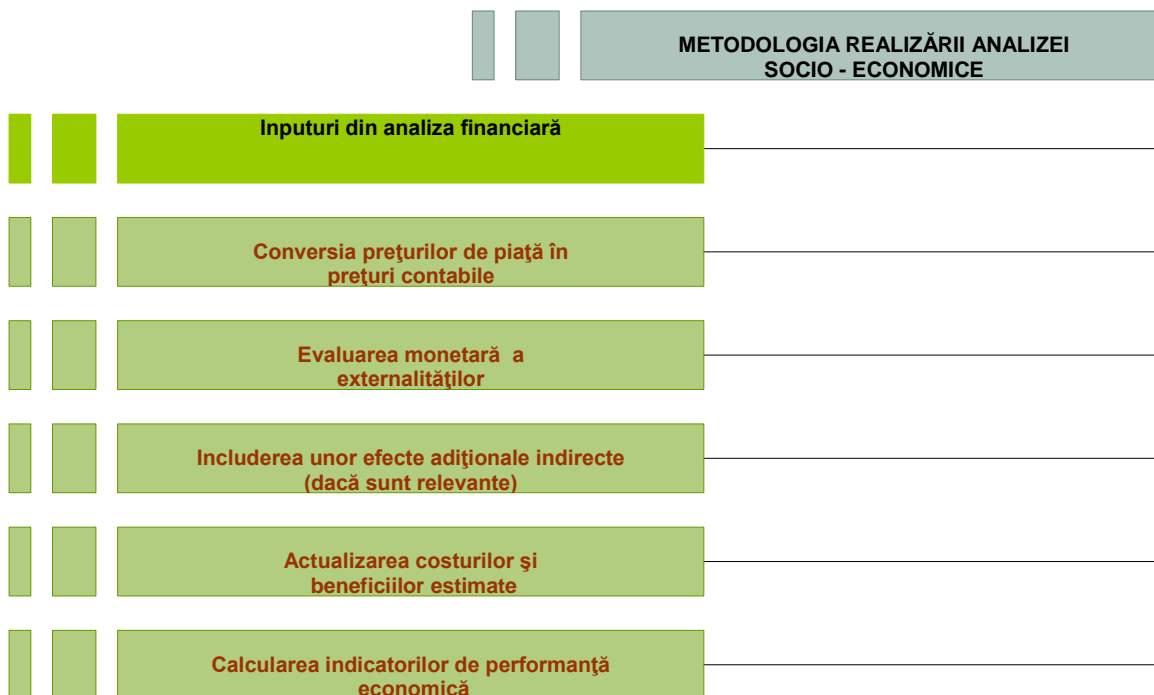 METODOLOGIA REALIZĂRII ANALIZEI
SOCIO - ECONOMICE
Inputuri din analiza financiară
Conversia preţurilor de piaţă în
preţuri contabile
Evaluarea monetară a
externalităţilor
Includerea unor efecte adiţionale indirecte
(dacă sunt relevante)
Actualizarea costurilor şi
beneficiilor estimate
Calcularea indicatorilor de performanţă
economică